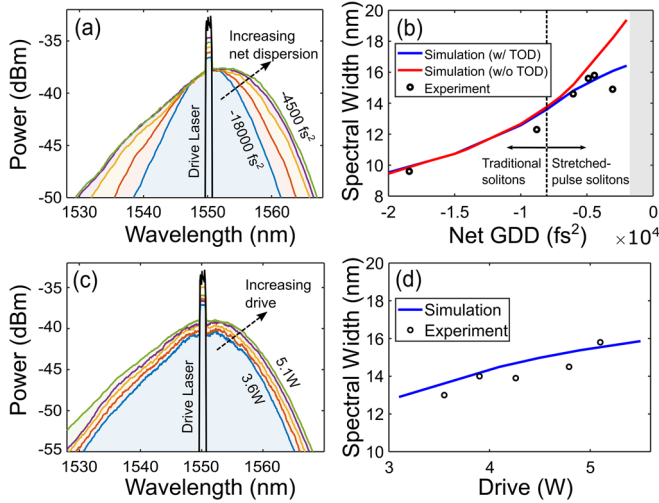 (a)
Increasing
net dispersion
-4500 fs²
-18000 fs²
Drive Laser
Power (dBm)
-35
-40
-45
-50
1530 1540 1550 1560
Wavelength (nm)
(b)
Simulation (w/ TOD)
Simulation (w/o TOD)
Experiment
Traditional
solitons
Stretched-
pulse solitons
Spectral Width (nm)
20
18
16
14
12
10
8
-2 -1.5 -1 -0.5 0
Net GDD (fs²) ×10⁴
(c)
Increasing
drive
5.1W
3.6W
Drive Laser
Power (dBm)
-35
-40
-45
-50
-55
1530 1540 1550 1560
Wavelength (nm)
(d)
Simulation
Experiment
Spectral Width (nm)
20
18
16
14
12
10
3 4 5
Drive (W)